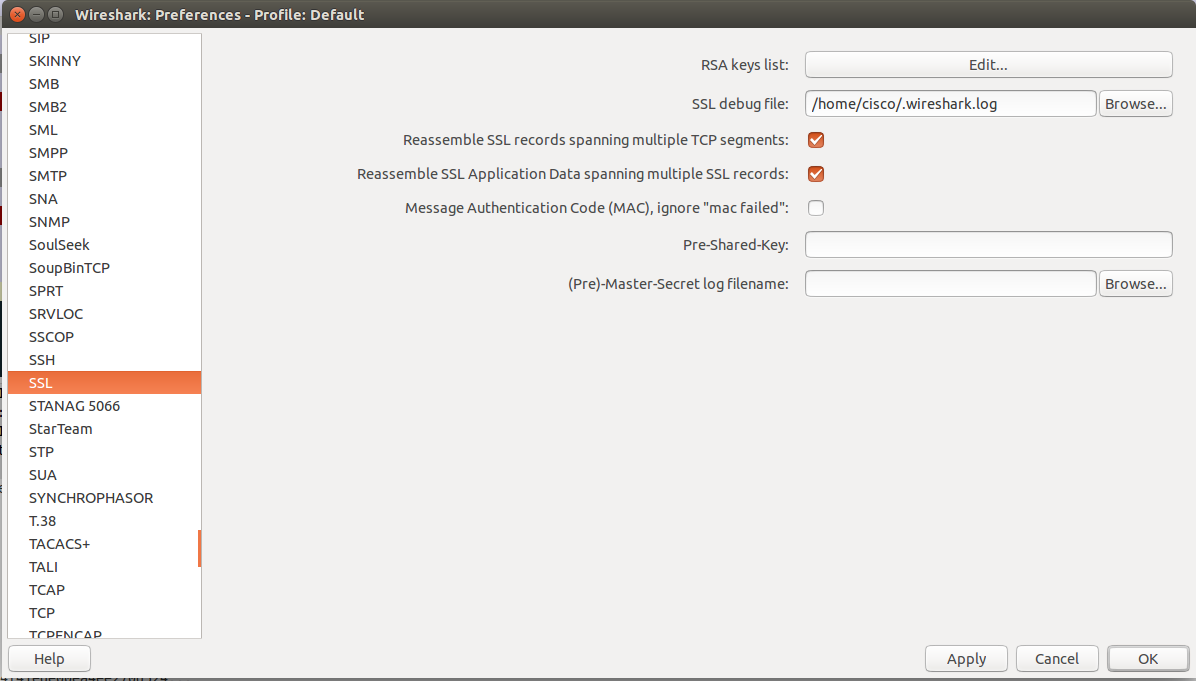 Wireshark: Preferences - Profile: Default
SIP
SKINNY
SMB
SMB2
SML
SMPP
SMTP
SNA
SNMP
SoulSeek
SoupBinTCP
SPRT
SRVLOC
SSCOP
SSH
SSL
STANAG 5066
StarTeam
STP
SUA
SYNCHROPHASOR
T.38
TACACS+
TALI
TCAP
TCP
TCPENCAP
RSA keys list: Edit...
SSL debug file: /home/cisco/.wireshark.log Browse...
Reassemble SSL records spanning multiple TCP segments:
Reassemble SSL Application Data spanning multiple SSL records:
Message Authentication Code (MAC), ignore "mac failed":
Pre-Shared-Key:
(Pre)-Master-Secret log filename: Browse...
Help Apply Cancel OK